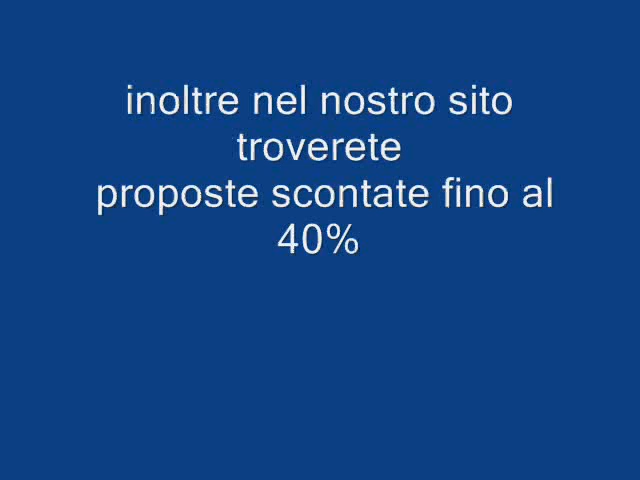 inoltre nel nostro sito
troverete
proposte scontate fino al
40%